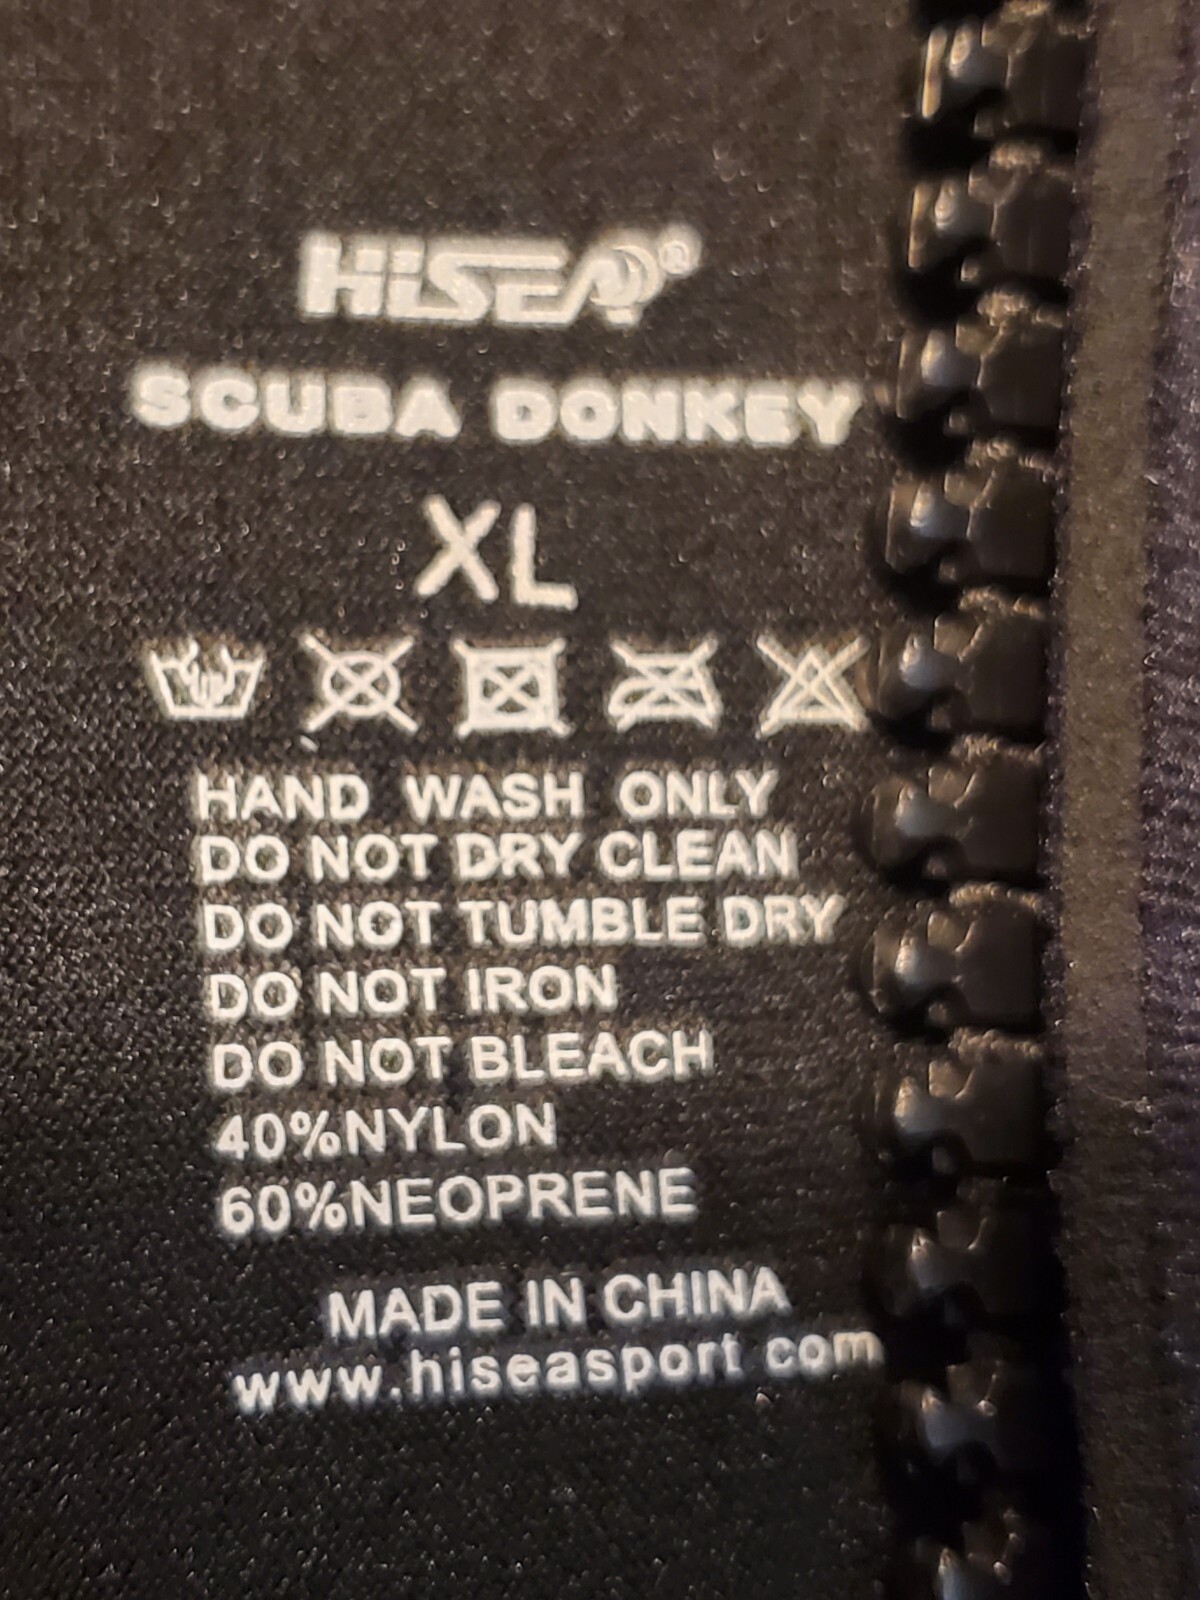 HiSEA®
SCUBA DONKEY
XL
HAND WASH ONLY
DO NOT DRY CLEAN
DO NOT TUMBLE DRY
DO NOT IRON
DO NOT BLEACH
40%NYLON
60%NEOPRENE
MADE IN CHINA
www.hiseasport com